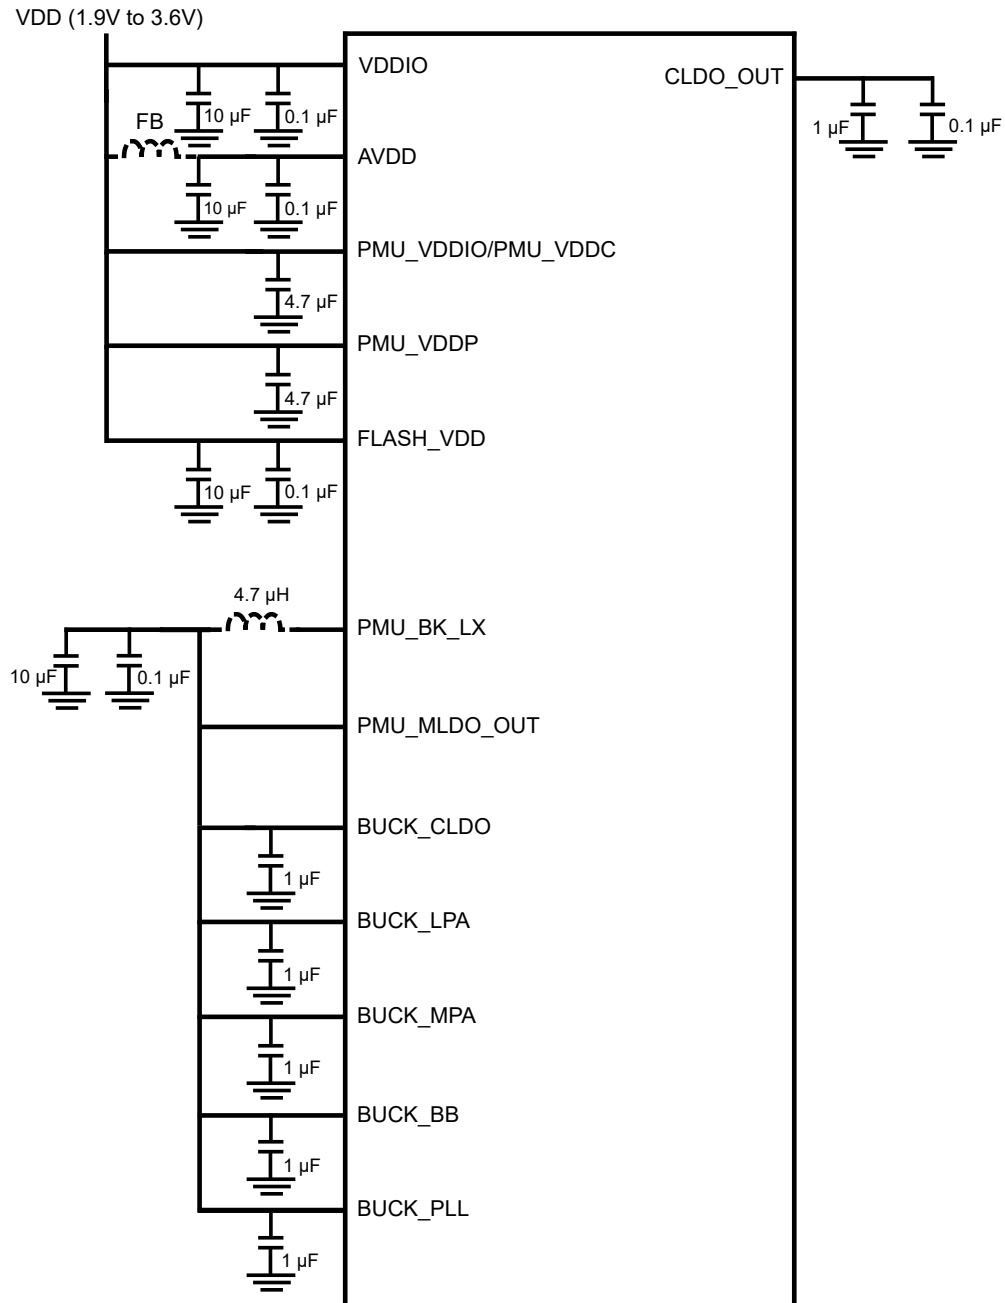 VDD (1.9V to 3.6V)
VDDIO
CLDO_OUT
10 µF
0.1 µF
1 µF
0.1 µF
FB
AVDD
10 µF
0.1 µF
PMU_VDDIO/PMU_VDDC
4.7 µF
PMU_VDDP
4.7 µF
FLASH_VDD
10 µF
0.1 µF
4.7 µH
PMU_BK_LX
10 µF
0.1 µF
PMU_MLDO_OUT
BUCK_CLDO
1 µF
BUCK_LPA
1 µF
BUCK_MPA
1 µF
BUCK_BB
1 µF
BUCK_PLL
1 µF